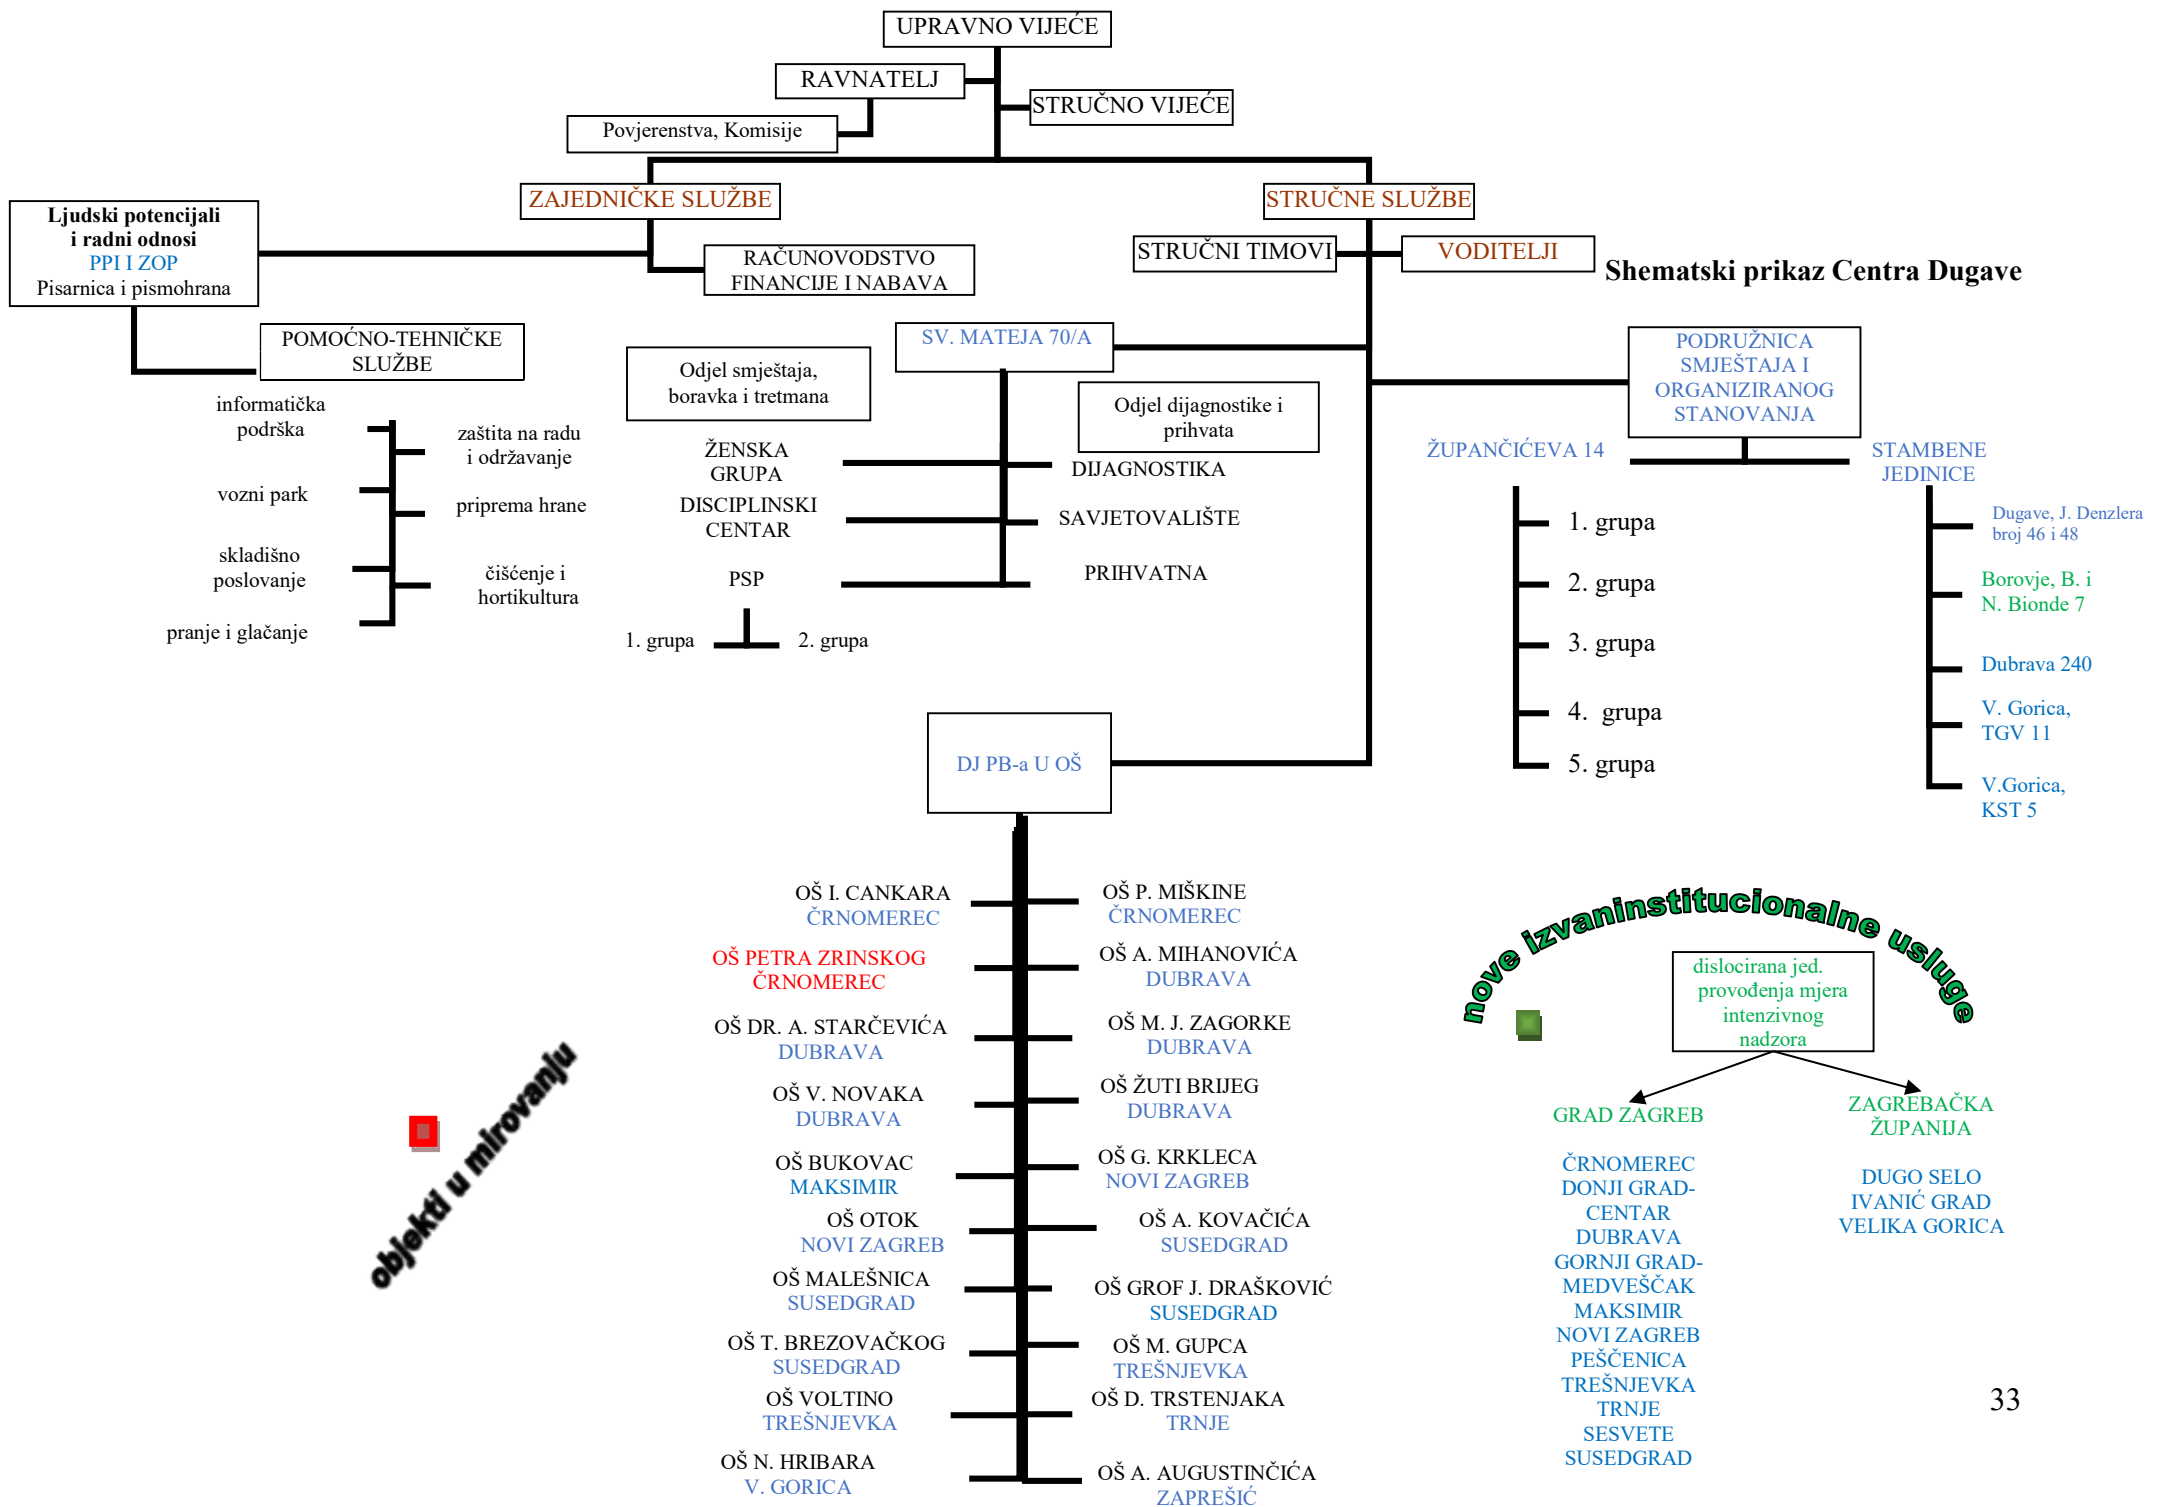 UPRAVNO VIJEĆE
RAVNATELJ
STRUČNO VIJEĆE
Povjerenstva, Komisije
ZAJEDNIČKE SLUŽBE
STRUČNE SLUŽBE
Ljudski potencijali
i radni odnosi
PPI I ZOP
Pisarnica i pismohrana
RAČUNOVODSTVO
FINANCIJE I NABAVA
STRUČNI TIMOVI
VODITELJI
Shematski prikaz Centra Dugave
POMOĆNO-TEHNIČKE
SLUŽBE
informatička
podrška
zaštita na radu
i održavanje
vozni park
priprema hrane
skladišno
poslovanje
čišćenje i
hortikultura
pranje i glačanje
SV. MATEJA 70/A
Odjel smještaja,
boravka i tretmana
Odjel dijagnostike i
prihvata
ŽENSKA
GRUPA
DIJAGNOSTIKA
DISCIPLINSKI
CENTAR
SAVJETOVALIŠTE
PSP
PRIHVATNA
1. grupa
2. grupa
PODRUŽNICA
SMJEŠTAJA I
ORGANIZIRANOG
STANOVANJA
ŽUPANČIĆEVA 14
STAMBENE
JEDINICE
1. grupa
2. grupa
3. grupa
4. grupa
5. grupa
Dugave, J. Denzlera
broj 46 i 48
Borovje, B. i
N. Bionde 7
Dubrava 240
V. Gorica,
TGV 11
V.Gorica,
KST 5
DJ PB-a U OŠ
OŠ I. CANKARA
ČRNOMEREC
OŠ P. MIŠKINE
ČRNOMEREC
OŠ PETRA ZRINSKOG
ČRNOMEREC
OŠ A. MIHANOVIĆA
DUBRAVA
OŠ DR. A. STARČEVIĆA
DUBRAVA
OŠ M. J. ZAGORKE
DUBRAVA
OŠ V. NOVAKA
DUBRAVA
OŠ ŽUTI BRIJEG
DUBRAVA
OŠ BUKOVAC
MAKSIMIR
OŠ G. KRKLECA
NOVI ZAGREB
OŠ OTOK
NOVI ZAGREB
OŠ A. KOVAČIĆA
SUSEDGRAD
OŠ MALEŠNICA
SUSEDGRAD
OŠ GROF J. DRAŠKOVIĆ
SUSEDGRAD
OŠ T. BREZOVAČKOG
SUSEDGRAD
OŠ M. GUPCA
TREŠNJEVKA
OŠ VOLTINO
TREŠNJEVKA
OŠ D. TRSTENJAKA
TRNJE
OŠ N. HRIBARA
V. GORICA
OŠ A. AUGUSTINČIĆA
ZAPREŠIĆ
objekti u mirovanju
nove izvaninstitucionalne usluge
dislocirana jed.
provođenja mjera
intenzivnog
nadzora
GRAD ZAGREB
ČRNOMEREC
DONJI GRAD-
CENTAR
DUBRAVA
GORNJI GRAD-
MEDVEŠČAK
MAKSIMIR
NOVI ZAGREB
PEŠČENICA
TREŠNJEVKA
TRNJE
SESVETE
SUSEDGRAD
ZAGREBAČKA
ŽUPANIJA
DUGO SELO
IVANIĆ GRAD
VELIKA GORICA
33